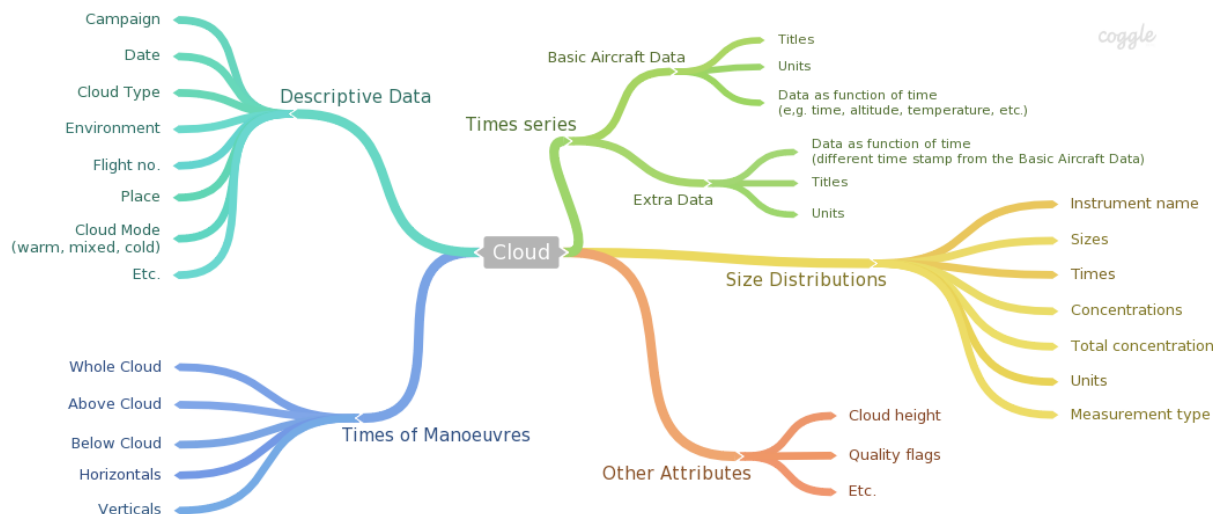 Campaign
Date
Cloud Type
Environment
Flight no.
Place
Cloud Mode
(warm, mixed, cold)
Etc.
Descriptive Data
Whole Cloud
Above Cloud
Below Cloud
Horizontals
Verticals
Times of Manoeuvres
Cloud
Times series
Basic Aircraft Data
Titles
Units
Data as function of time
(e,g. time, altitude, temperature, etc.)
Extra Data
Data as function of time
(different time stamp from the Basic Aircraft Data)
Titles
Units
Size Distributions
Instrument name
Sizes
Times
Concentrations
Total concentration
Units
Measurement type
Other Attributes
Cloud height
Quality flags
Etc.
coggle